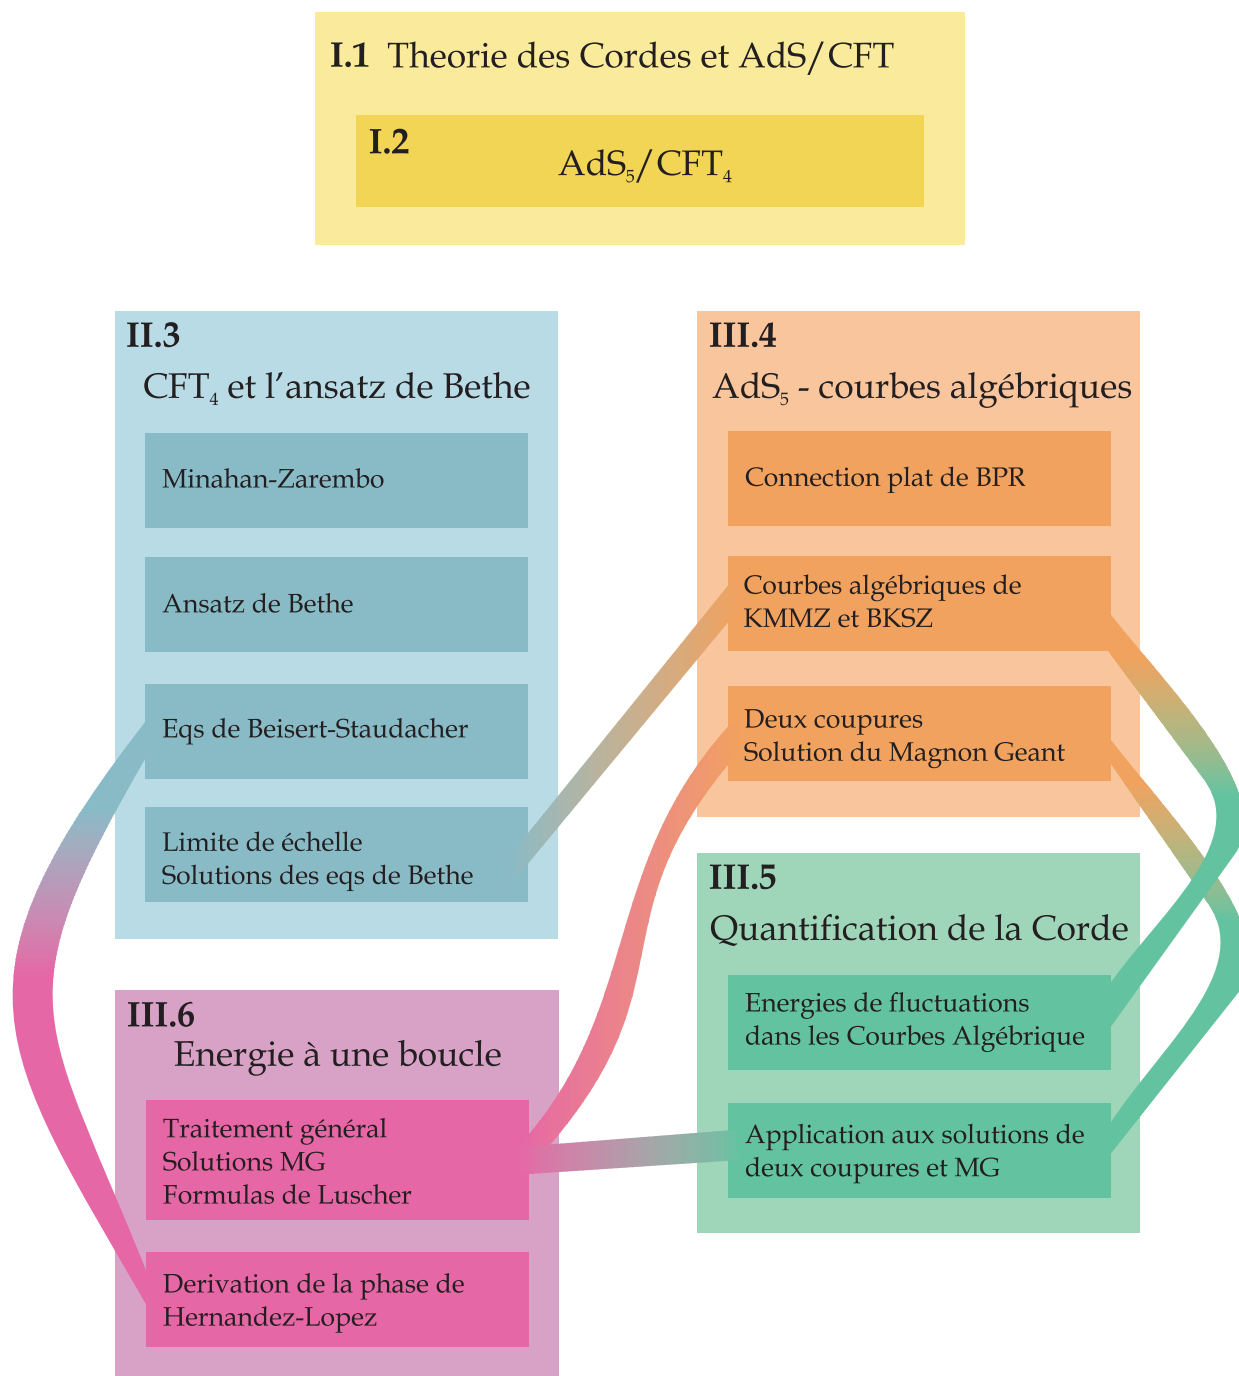 I.1 Theorie des Cordes et AdS/CFT
I.2
AdS₅/CFT₄
II.3
CFT₄ et l'ansatz de Bethe
Minahan-Zarembo
Ansatz de Bethe
Eqs de Beisert-Staudacher
Limite de échelle
Solutions des eqs de Bethe
III.4
AdS₅ - courbes algébriques
Connection plat de BPR
Courbes algébriques de
KMMZ et BKSZ
Deux coupures
Solution du Magnon Geant
III.5
Quantification de la Corde
Energies de fluctuations
dans les Courbes Algébrique
Application aux solutions de
deux coupures et MG
III.6
Energie à une boucle
Traitement général
Solutions MG
Formulas de Luscher
Derivation de la phase de
Hernandez-Lopez